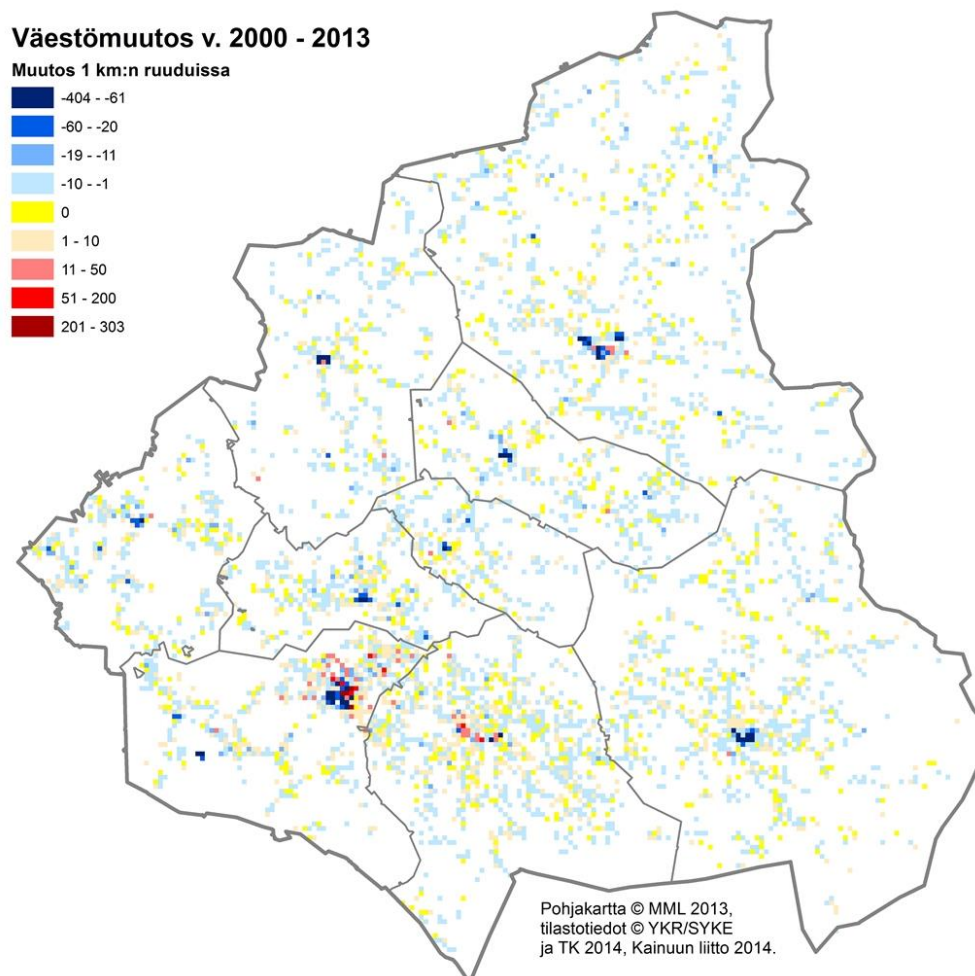 Väestömuutos v. 2000 - 2013
Muutos 1 km:n ruuduissa
-404 - -61
-60 - -20
-19 - -11
-10 - -1
0
1 - 10
11 - 50
51 - 200
201 - 303
Pohjakartta © MML 2013,
tilastotiedot © YKR/SYKE
ja TK 2014, Kainuun liitto 2014.